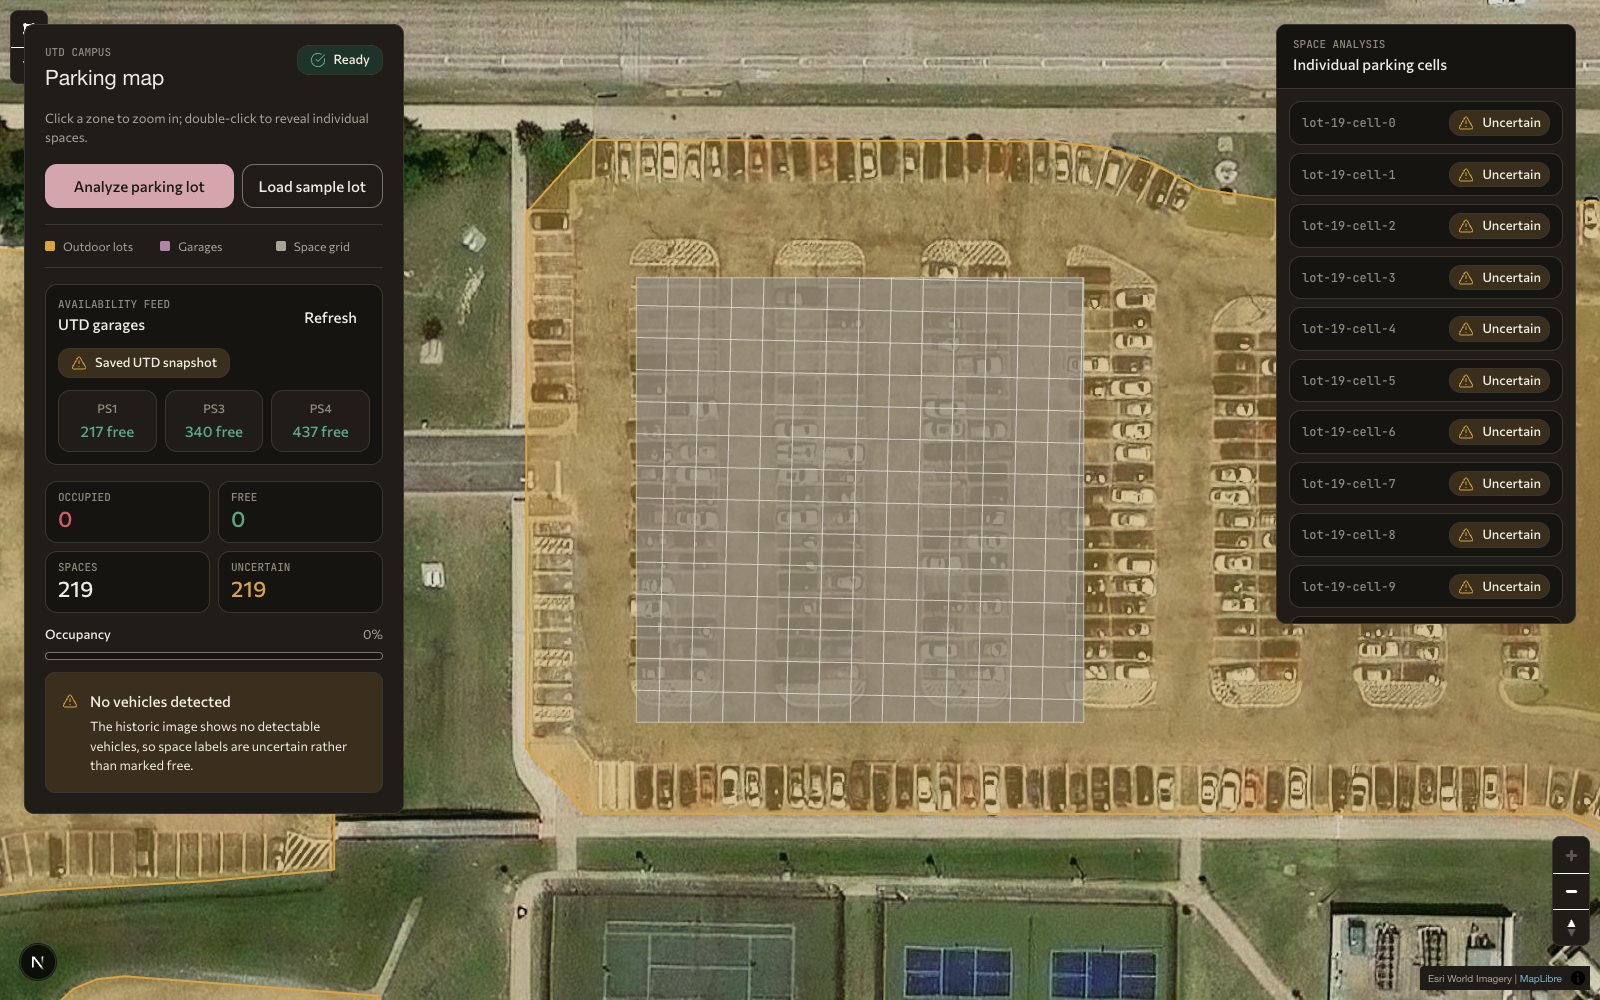 UTD CAMPUS
Parking map
Ready
Click a zone to zoom in; double-click to reveal individual
spaces.
Analyze parking lot
Load sample lot
Outdoor lots
Garages
Space grid
AVAILABILITY FEED
UTD garages
Refresh
Saved UTD snapshot
PS1
217 free
PS3
340 free
PS4
437 free
OCCUPIED
0
FREE
0
SPACES
219
UNCERTAIN
219
Occupancy
0%
No vehicles detected
The historic image shows no detectable
vehicles, so space labels are uncertain rather
than marked free.
N
SPACE ANALYSIS
Individual parking cells
lot-19-cell-0
Uncertain
lot-19-cell-1
Uncertain
lot-19-cell-2
Uncertain
lot-19-cell-3
Uncertain
lot-19-cell-4
Uncertain
lot-19-cell-5
Uncertain
lot-19-cell-6
Uncertain
lot-19-cell-7
Uncertain
lot-19-cell-8
Uncertain
lot-19-cell-9
Uncertain
Esri World Imagery | MapLibre